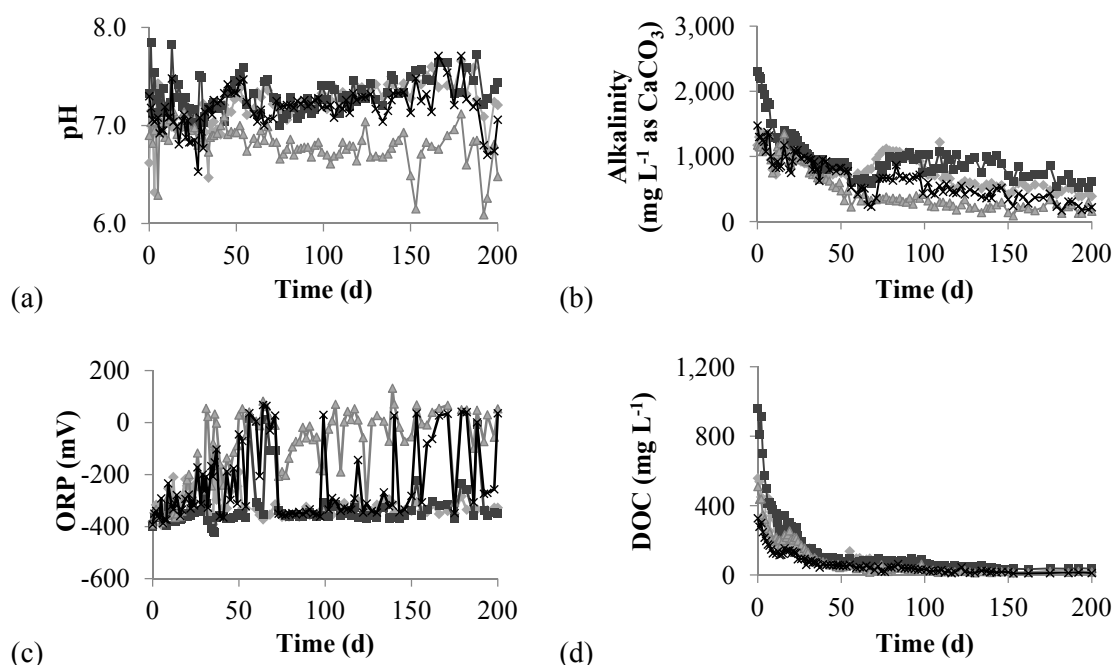 8.0
7.0
6.0
pH
0 50 100 150 200
Time (d)
(a)
3,000
2,000
1,000
0
Alkalinity
(mg L⁻¹ as CaCO₃)
0 50 100 150 200
Time (d)
(b)
200
0
-200
-400
-600
ORP (mV)
0 50 100 150 200
Time (d)
(c)
1,200
800
400
0
DOC (mg L⁻¹)
0 50 100 150 200
Time (d)
(d)